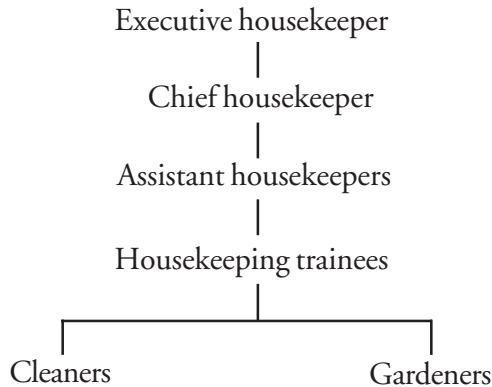 Executive housekeeper
Chief housekeeper
Assistant housekeepers
Housekeeping trainees
Cleaners
Gardeners